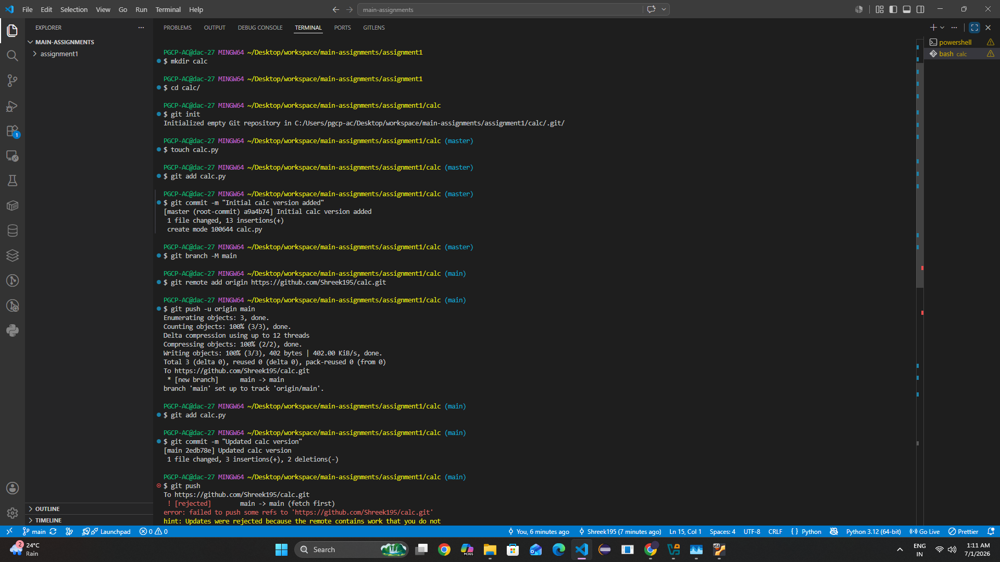 File Edit Selection View Go Run Terminal Help
main-assignments
EXPLORER
MAIN-ASSIGNMENTS
assignment1
PROBLEMS OUTPUT DEBUG CONSOLE TERMINAL PORTS GITLENS
powershell
bash calc
PGCP-AC@dac-27 MINGW64 ~/Desktop/workspace/main-assignments/assignment1
$ mkdir calc
PGCP-AC@dac-27 MINGW64 ~/Desktop/workspace/main-assignments/assignment1
$ cd calc/
PGCP-AC@dac-27 MINGW64 ~/Desktop/workspace/main-assignments/assignment1/calc
$ git init
Initialized empty Git repository in C:/Users/pgcp-ac/Desktop/workspace/main-assignments/assignment1/calc/.git/
PGCP-AC@dac-27 MINGW64 ~/Desktop/workspace/main-assignments/assignment1/calc (master)
$ touch calc.py
PGCP-AC@dac-27 MINGW64 ~/Desktop/workspace/main-assignments/assignment1/calc (master)
$ git add calc.py
PGCP-AC@dac-27 MINGW64 ~/Desktop/workspace/main-assignments/assignment1/calc (master)
$ git commit -m "Initial calc version added"
[master (root-commit) a9a4b74] Initial calc version added
1 file changed, 13 insertions(+)
create mode 100644 calc.py
PGCP-AC@dac-27 MINGW64 ~/Desktop/workspace/main-assignments/assignment1/calc (master)
$ git branch -M main
PGCP-AC@dac-27 MINGW64 ~/Desktop/workspace/main-assignments/assignment1/calc (main)
$ git remote add origin https://github.com/Shreek195/calc.git
PGCP-AC@dac-27 MINGW64 ~/Desktop/workspace/main-assignments/assignment1/calc (main)
$ git push -u origin main
Enumerating objects: 3, done.
Counting objects: 100% (3/3), done.
Delta compression using up to 12 threads
Compressing objects: 100% (2/2), done.
Writing objects: 100% (3/3), 402 bytes | 402.00 KiB/s, done.
Total 3 (delta 0), reused 0 (delta 0), pack-reused 0 (from 0)
To https://github.com/Shreek195/calc.git
* [new branch] main -> main
branch 'main' set up to track 'origin/main'.
PGCP-AC@dac-27 MINGW64 ~/Desktop/workspace/main-assignments/assignment1/calc (main)
$ git add calc.py
PGCP-AC@dac-27 MINGW64 ~/Desktop/workspace/main-assignments/assignment1/calc (main)
$ git commit -m "Updated calc version"
[main 2edb78e] Updated calc version
1 file changed, 3 insertions(+), 2 deletions(-)
PGCP-AC@dac-27 MINGW64 ~/Desktop/workspace/main-assignments/assignment1/calc (main)
$ git push
To https://github.com/Shreek195/calc.git
! [rejected] main -> main (fetch first)
error: failed to push some refs to 'https://github.com/Shreek195/calc.git'
hint: Updates were rejected because the remote contains work that you do not
OUTLINE
TIMELINE
1
main Launchpad 0 0 You, 6 minutes ago Shreek195 (7 minutes ago) Ln 15, Col 1 Spaces: 4 UTF-8 CRLF { } Python Python 3.12 (64-bit) Go Live Prettier
2
24°C
Rain
Search
M365
ENG
IN
1:11 AM
7/1/2026